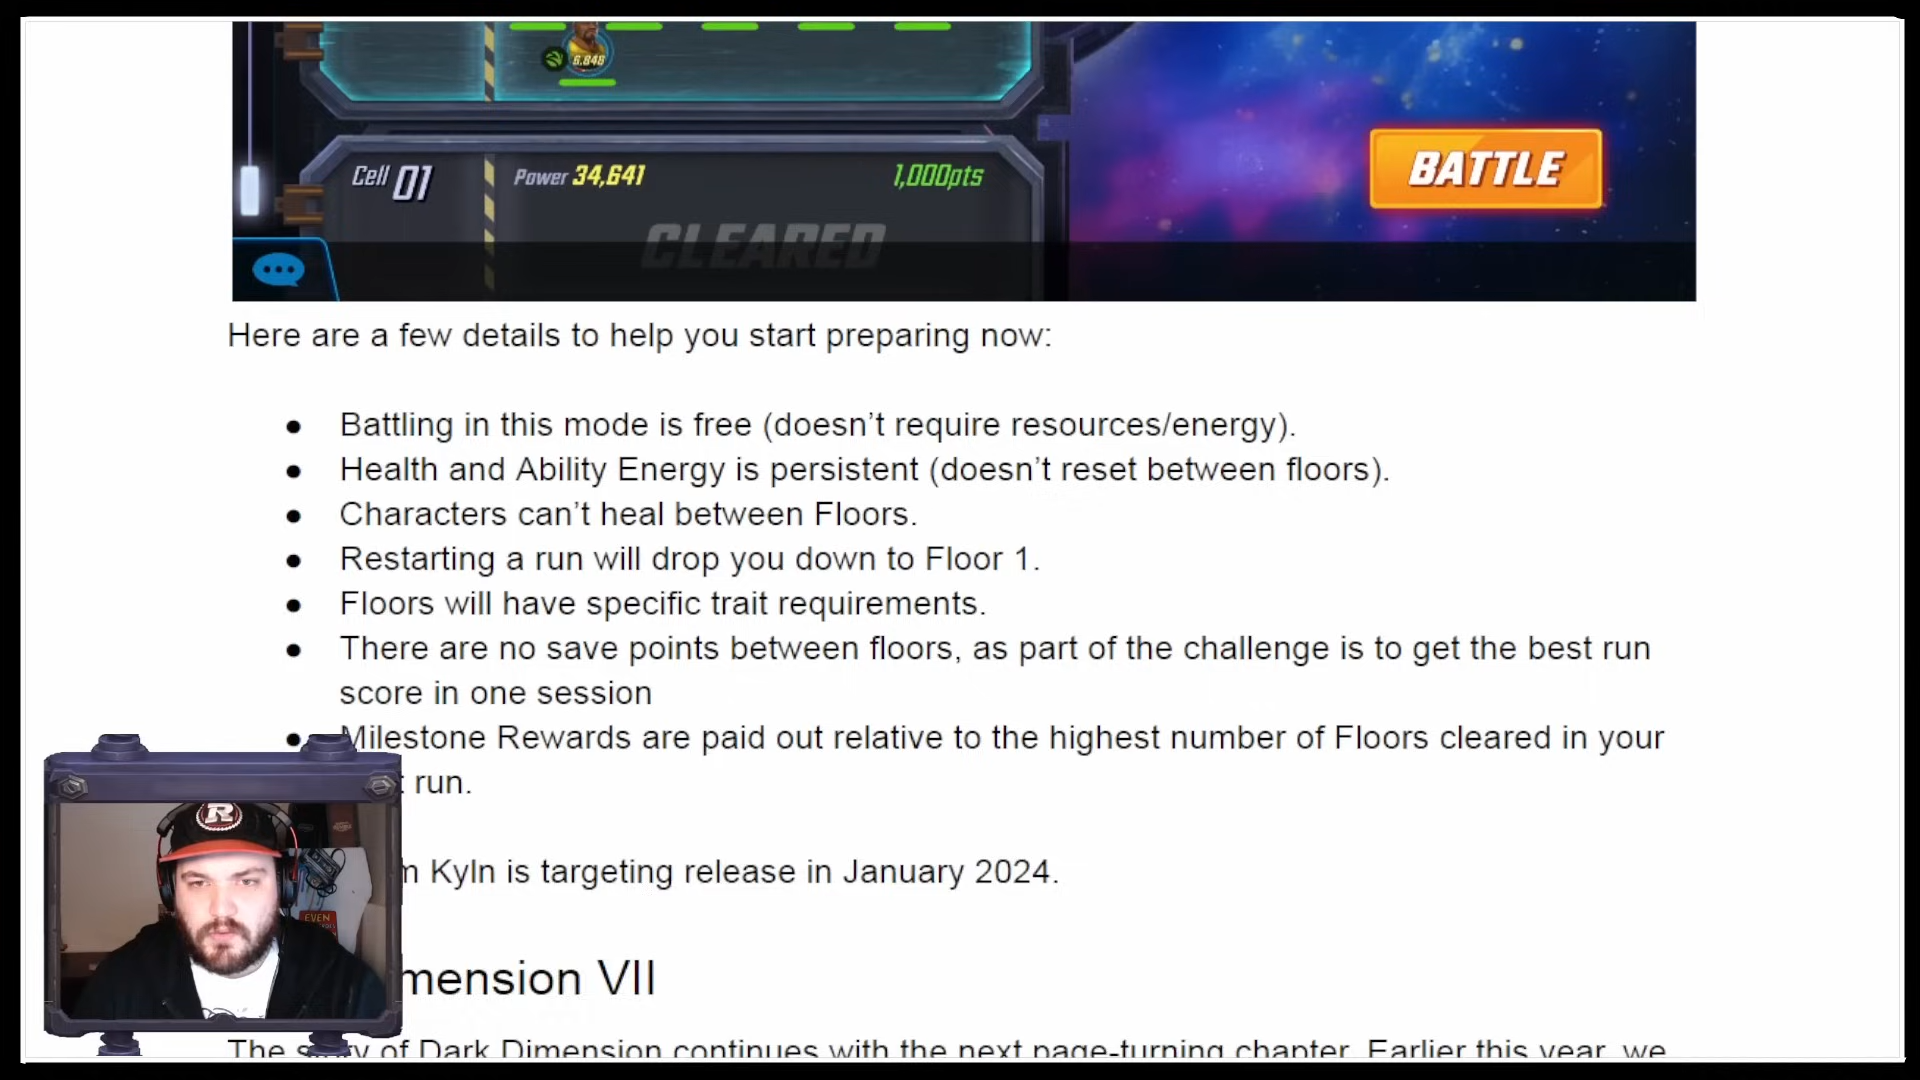 6,848
Cell 01
Power 34,641
1,000pts
CLEARED
BATTLE
Here are a few details to help you start preparing now:
● Battling in this mode is free (doesn't require resources/energy).
● Health and Ability Energy is persistent (doesn't reset between floors).
● Characters can't heal between Floors.
● Restarting a run will drop you down to Floor 1.
● Floors will have specific trait requirements.
● There are no save points between floors, as part of the challenge is to get the best run
score in one session
● Milestone Rewards are paid out relative to the highest number of Floors cleared in your
run.
Kyln is targeting release in January 2024.
mension VII
The of Dark Dimension continues with the next page-turning chapter. Earlier this year, we
R
EVEN